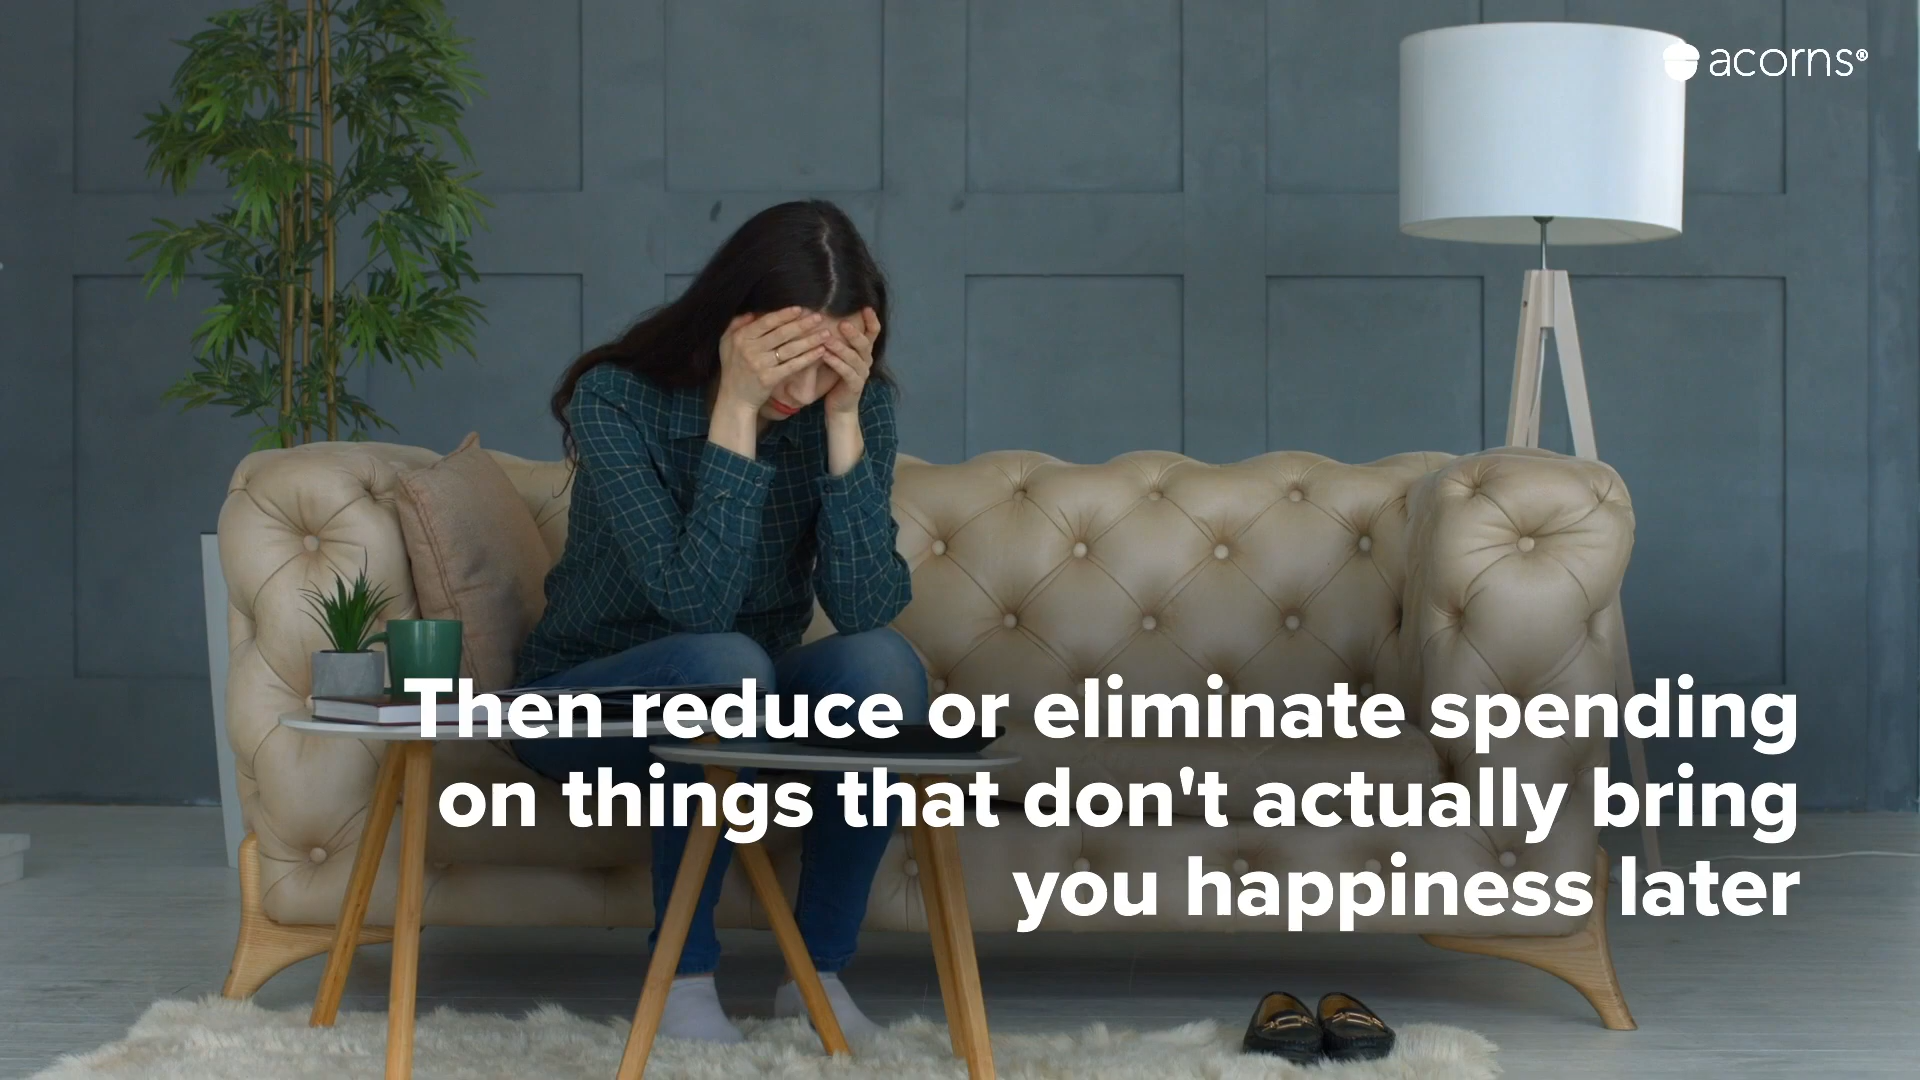 acorns®
Then reduce or eliminate spending
on things that don't actually bring
you happiness later